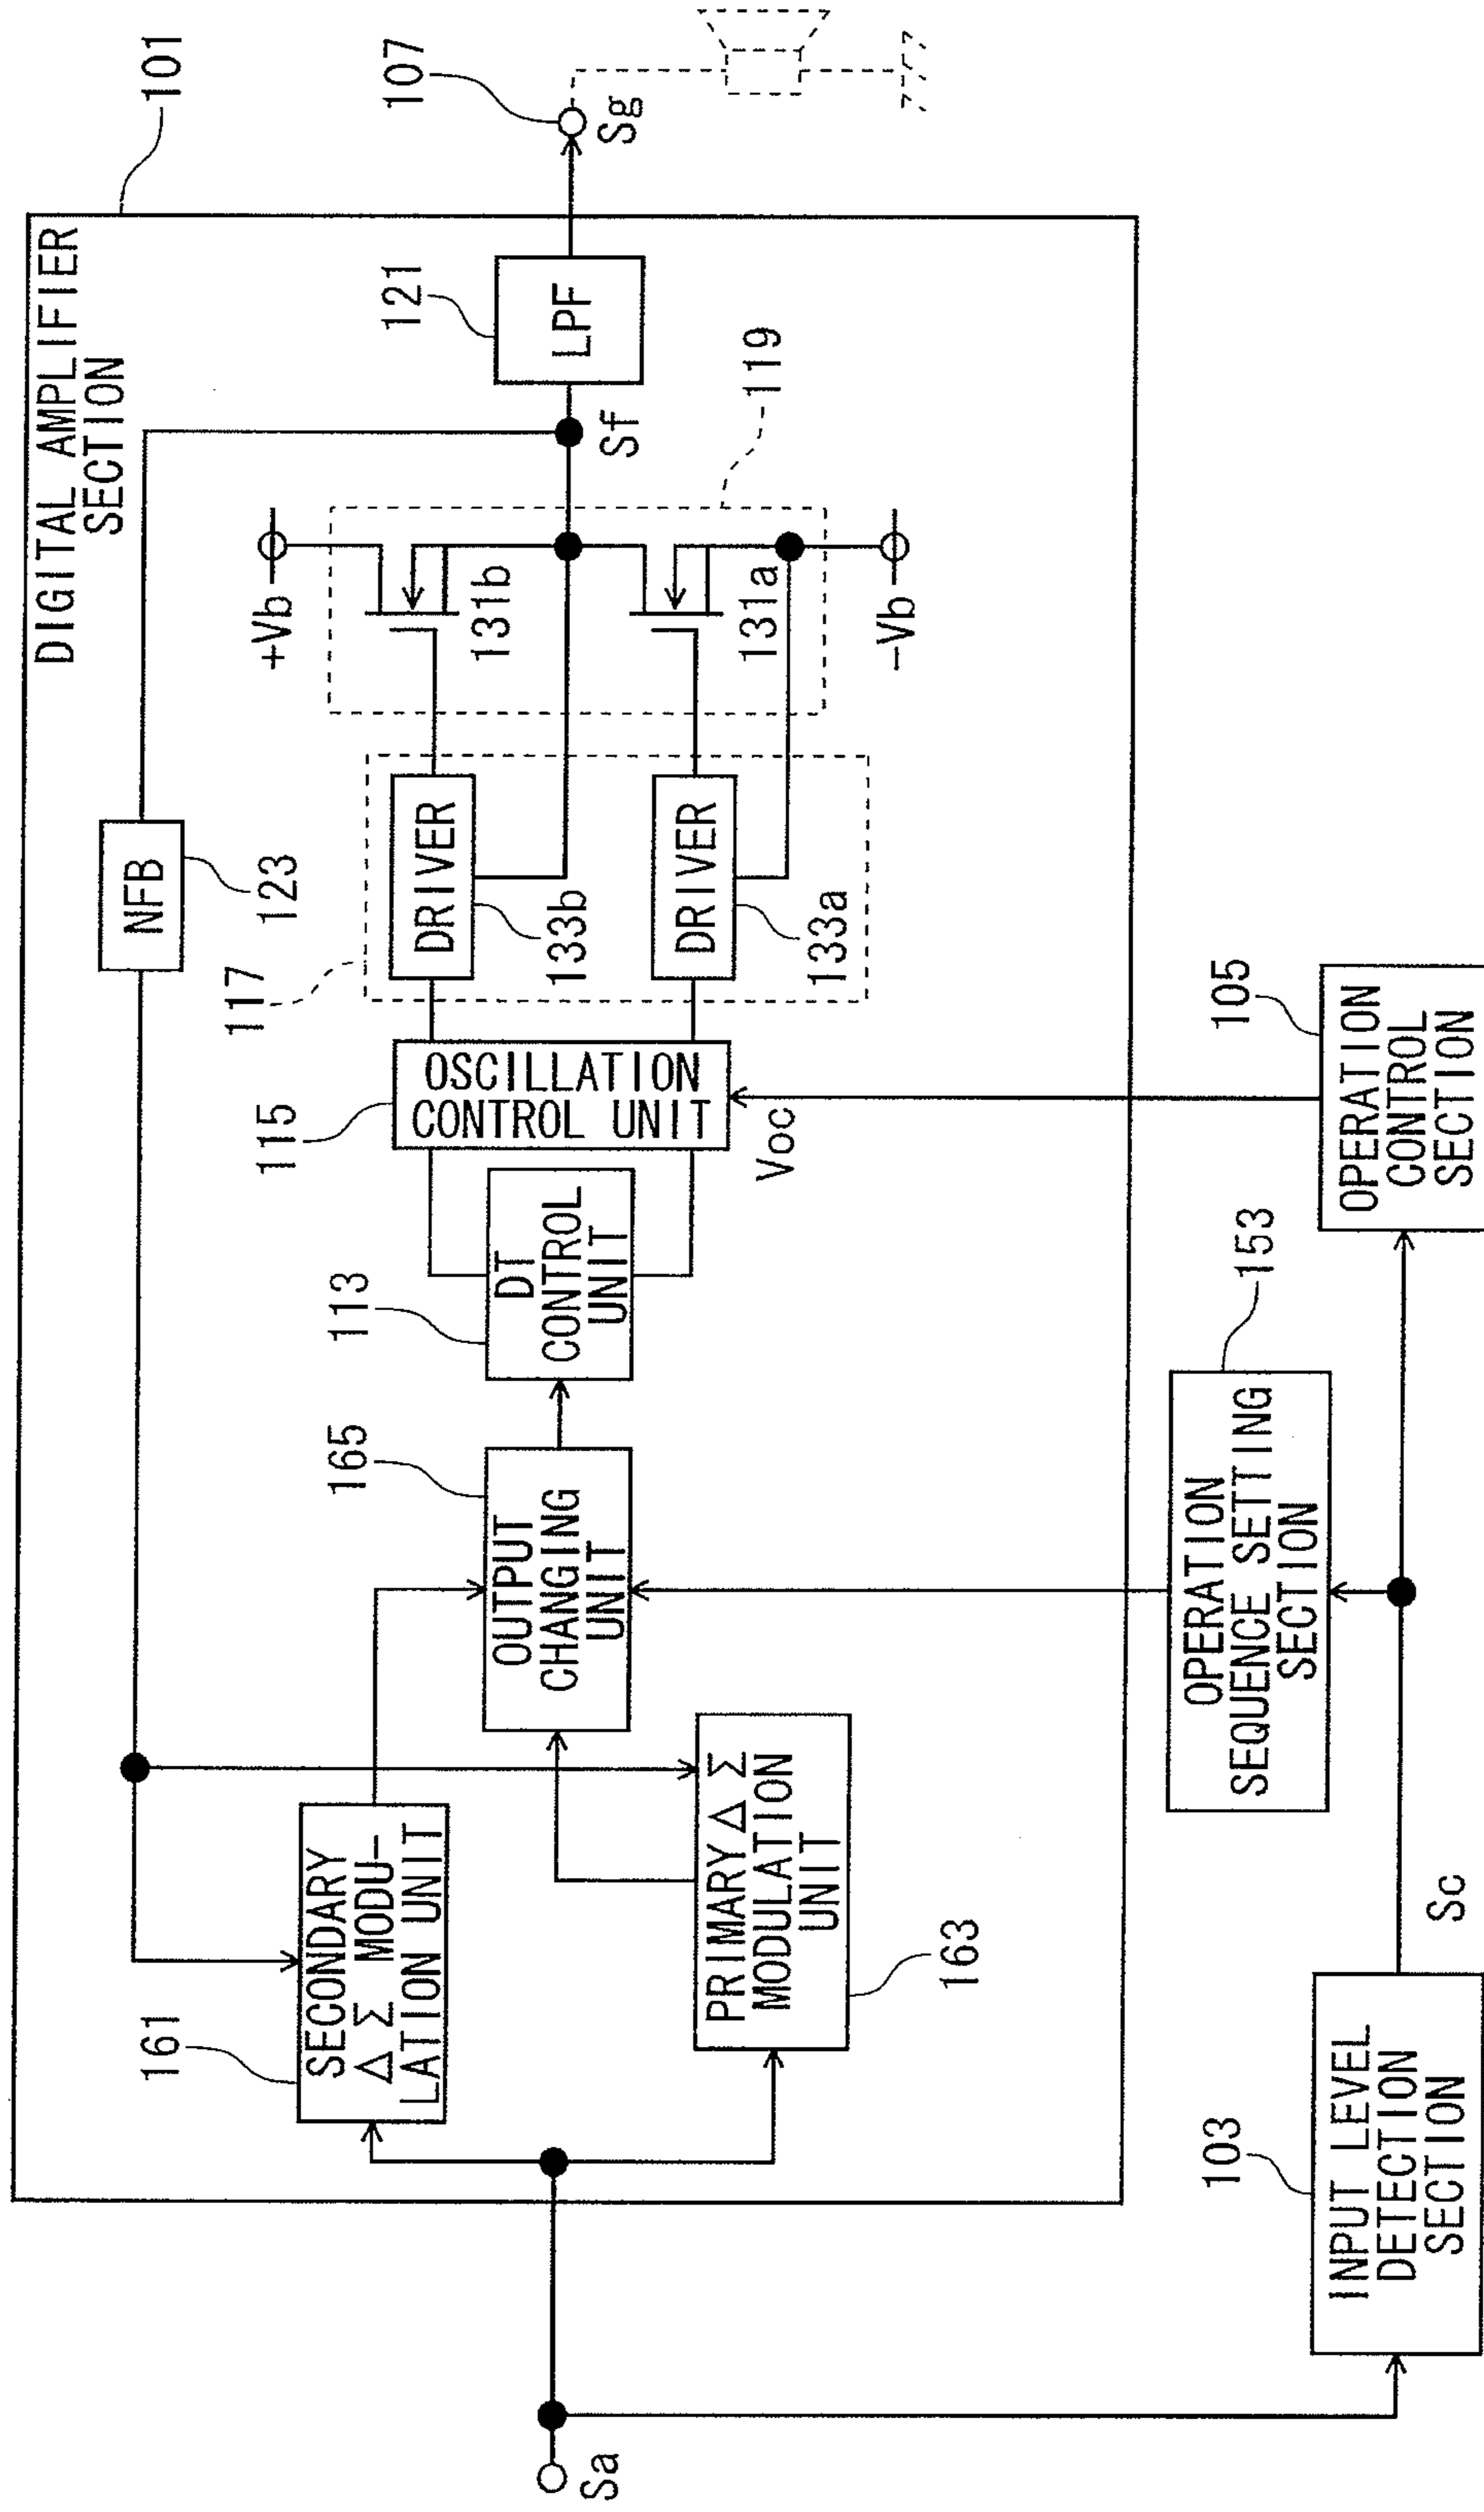 DIGITAL AMPLIFIER
SECTION
101
107
Sg
121
LPF
Sf
119
+Vb
131b
131a
-Vb
NFB
123
117
DRIVER
133b
DRIVER
133a
115
OSCILLATION
CONTROL UNIT
Voc
113
DT
CONTROL
UNIT
165
OUTPUT
CHANGING
UNIT
161
SECONDARY
ΔΣ MODU-
LATION UNIT
PRIMARY ΔΣ
MODULATION
UNIT
163
Sa
103
INPUT LEVEL
DETECTION
SECTION
Sc
153
OPERATION
SEQUENCE SETTING
SECTION
105
OPERATION
CONTROL
SECTION